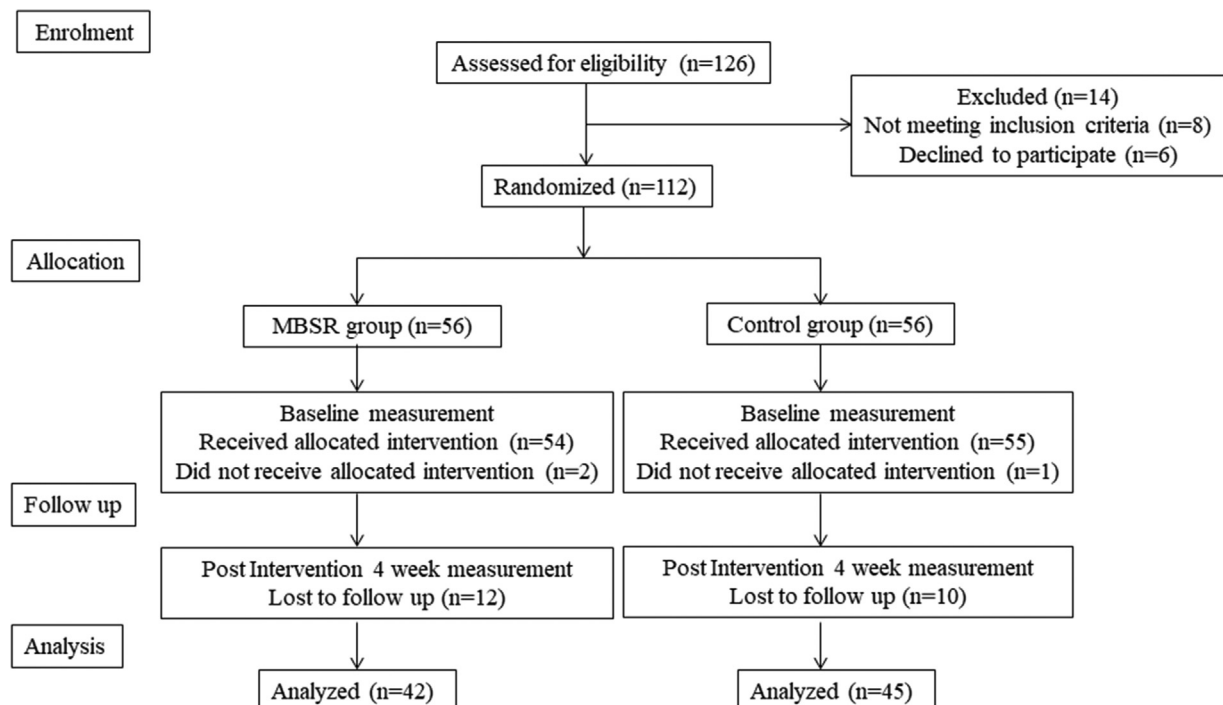 Enrolment
Assessed for eligibility (n=126)
Excluded (n=14)
Not meeting inclusion criteria (n=8)
Declined to participate (n=6)
Randomized (n=112)
Allocation
MBSR group (n=56)
Control group (n=56)
Baseline measurement
Received allocated intervention (n=54)
Did not receive allocated intervention (n=2)
Baseline measurement
Received allocated intervention (n=55)
Did not receive allocated intervention (n=1)
Follow up
Post Intervention 4 week measurement
Lost to follow up (n=12)
Post Intervention 4 week measurement
Lost to follow up (n=10)
Analysis
Analyzed (n=42)
Analyzed (n=45)